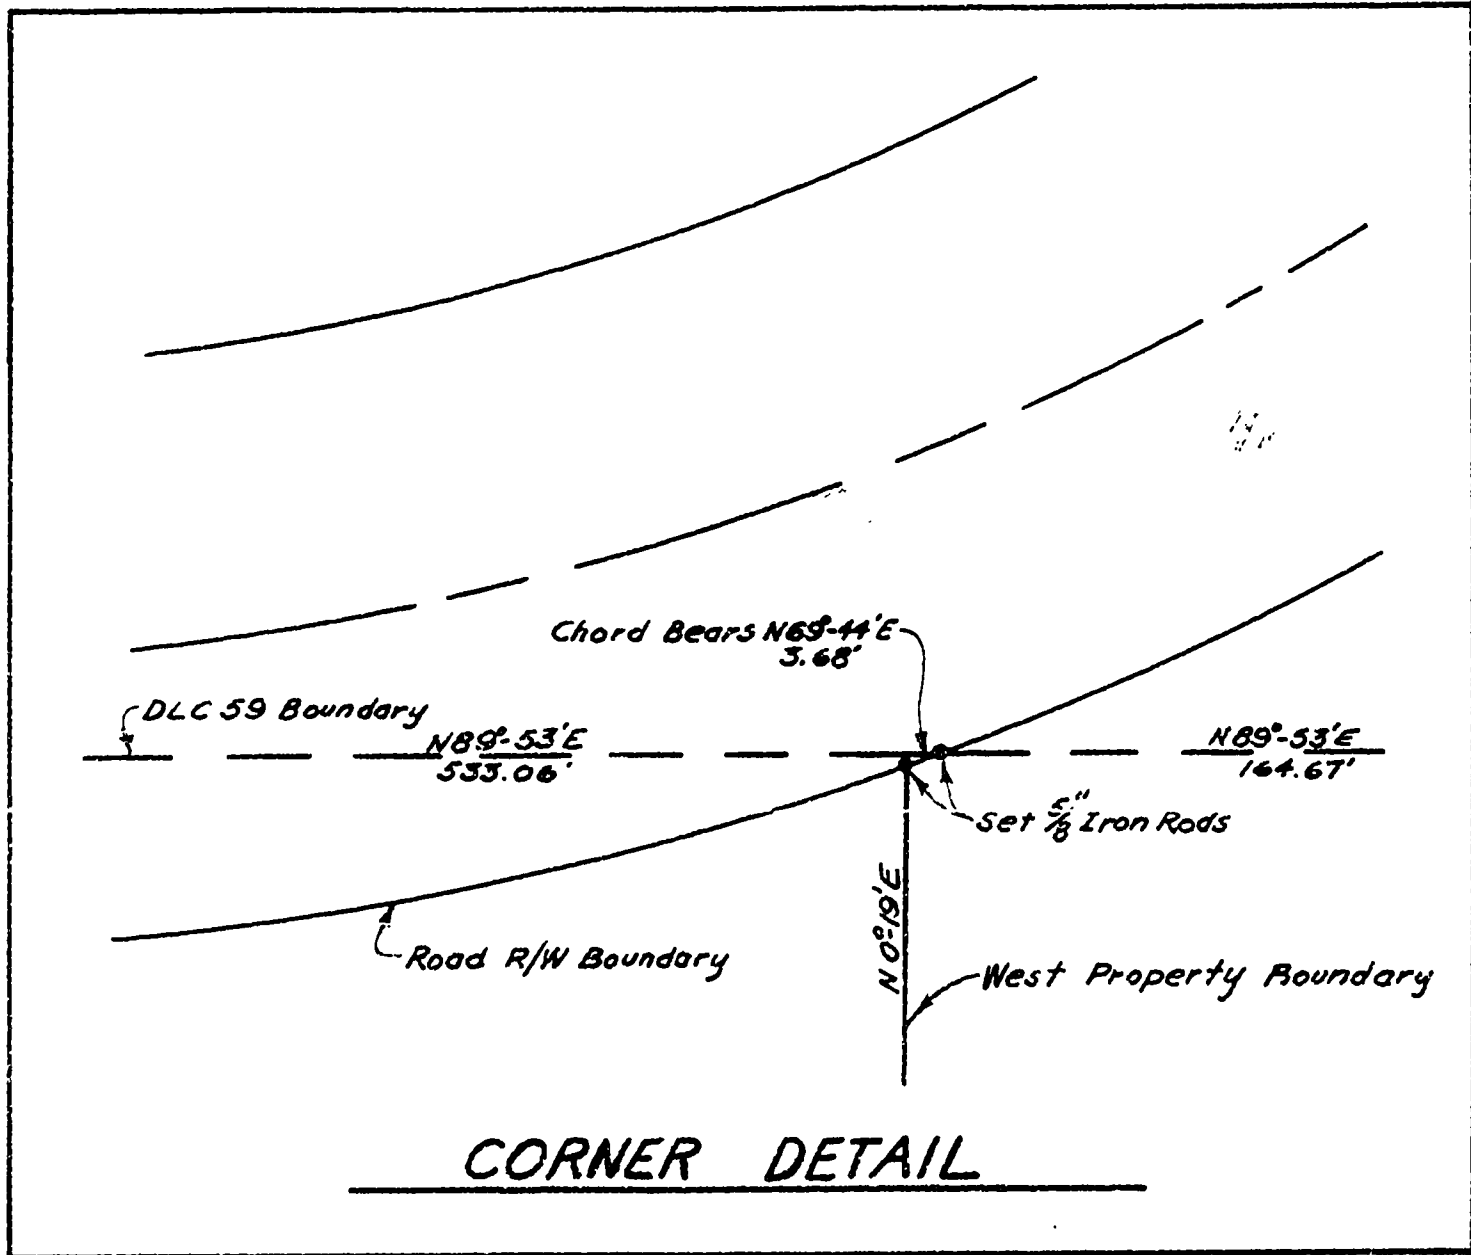 Chord Bears N69°-44'E
3.68'
DLC 59 Boundary
N89°-53'E
533.06'
N89°-53'E
164.67'
Set 5/8" Iron Rods
N 0°-19'E
Road R/W Boundary
West Property Boundary
CORNER DETAIL